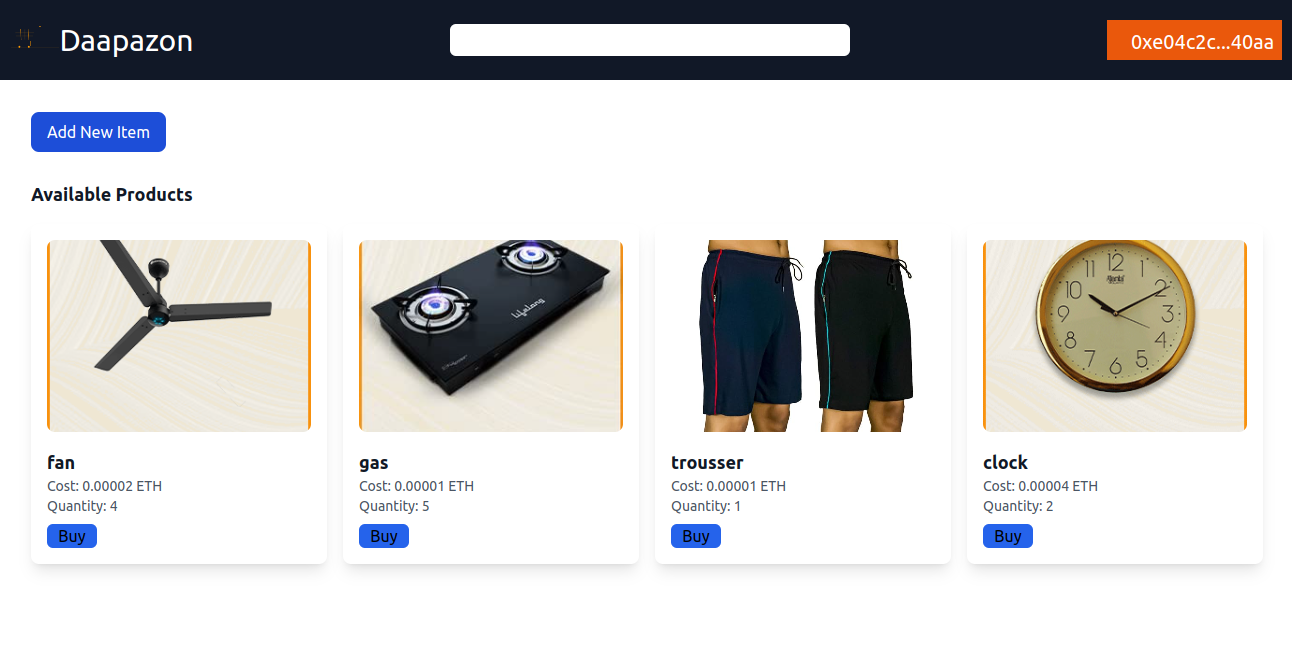 Daapazon
0xe04c2c...40aa
Add New Item
Available Products
lifelong
11 12 1
10 2
9 3
8 4
7 6 5
fan
Cost: 0.00002 ETH
Quantity: 4
Buy
gas
Cost: 0.00001 ETH
Quantity: 5
Buy
trousser
Cost: 0.00001 ETH
Quantity: 1
Buy
clock
Cost: 0.00004 ETH
Quantity: 2
Buy